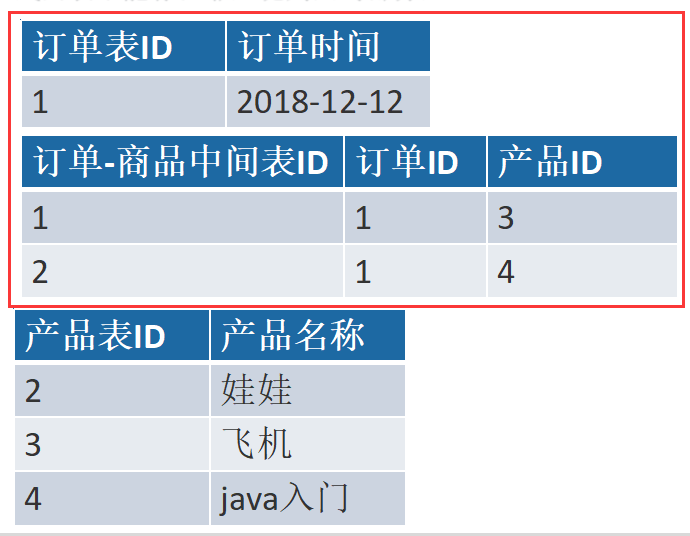 订单表ID 订单时间
1 2018-12-12
订单-商品中间表ID 订单ID 产品ID
1 1 3
2 1 4
产品表ID 产品名称
2 娃娃
3 飞机
4 java入门